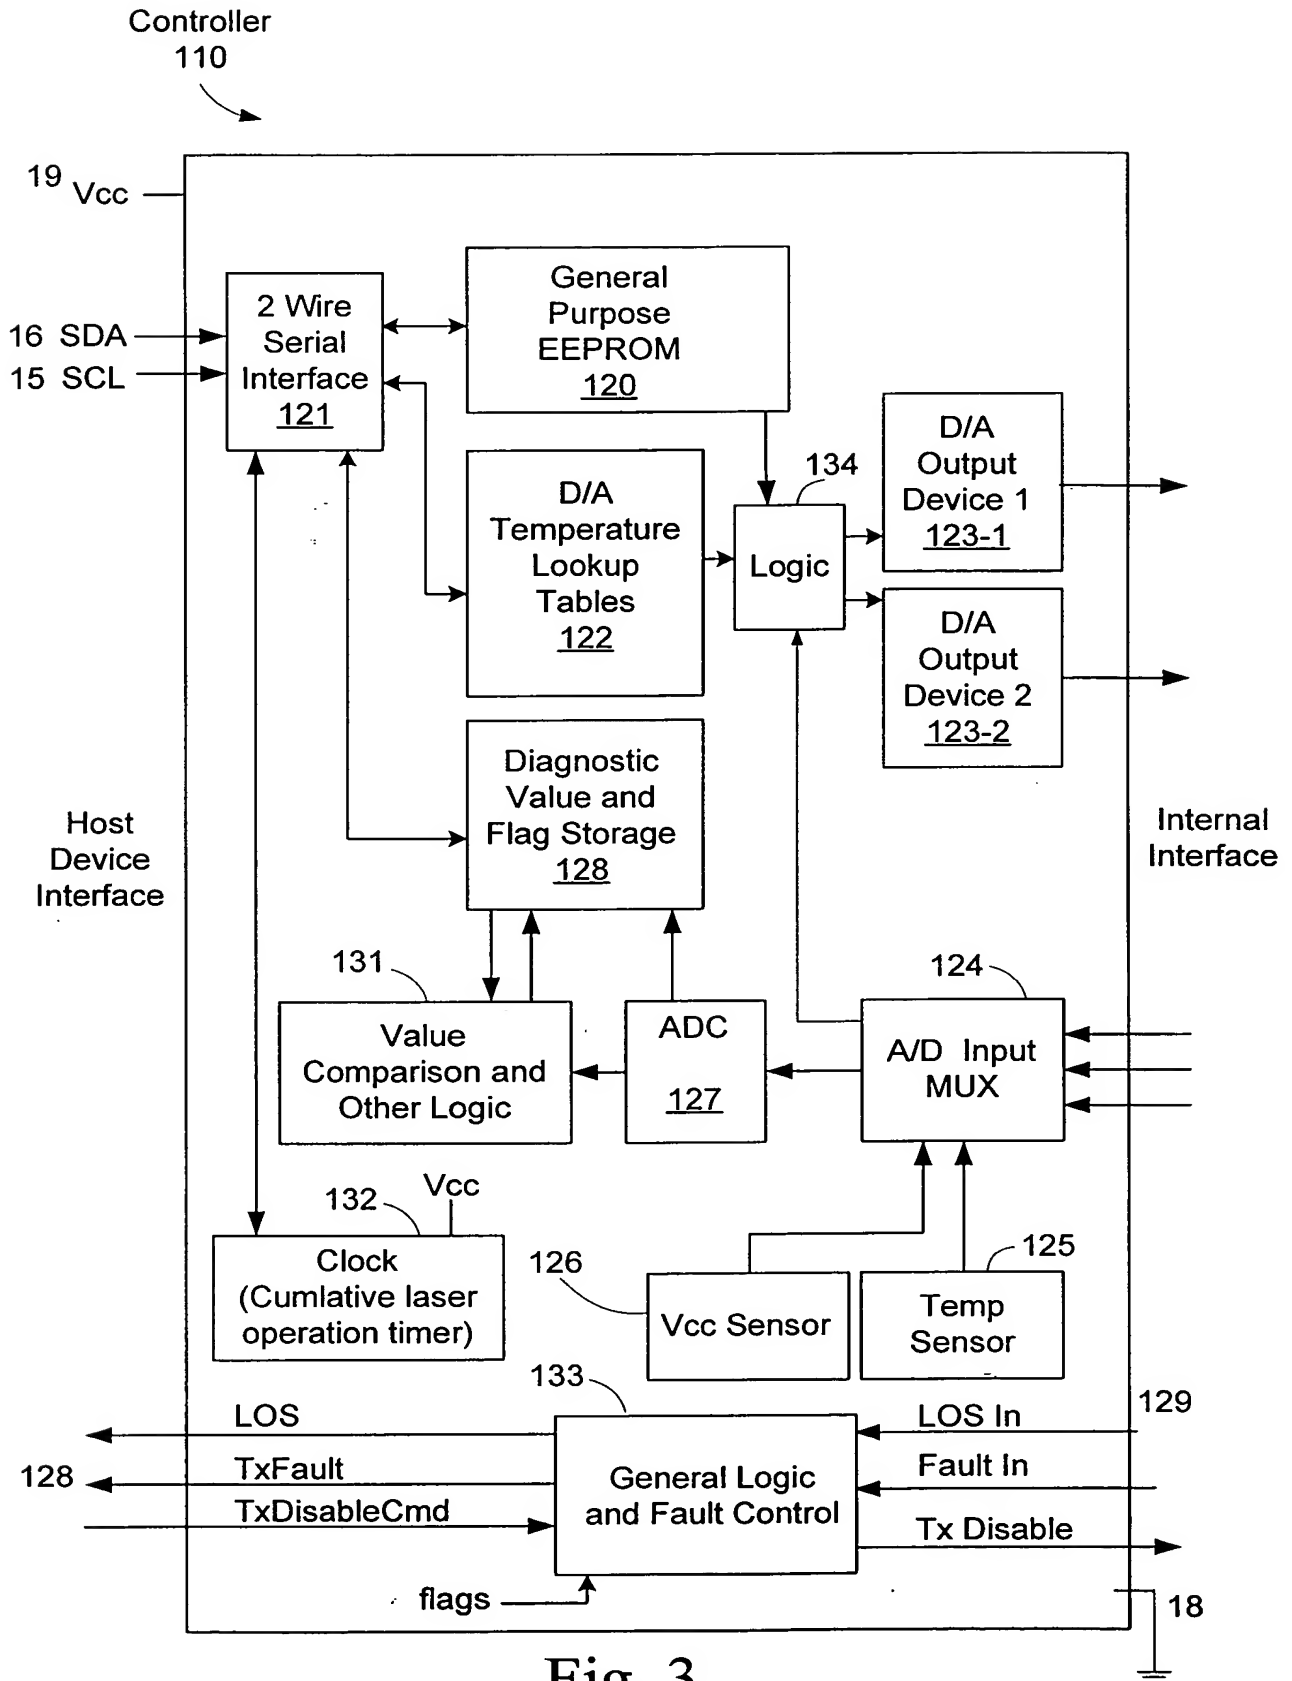 Controller
110
19 Vcc
16 SDA
15 SCL
2 Wire
Serial
Interface
121
General
Purpose
EEPROM
120
D/A
Temperature
Lookup
Tables
122
134
Logic
D/A
Output
Device 1
123-1
D/A
Output
Device 2
123-2
Diagnostic
Value and
Flag Storage
128
Host
Device
Interface
Internal
Interface
131
Value
Comparison and
Other Logic
ADC
127
124
A/D Input
MUX
132
Vcc
Clock
(Cumlative laser
operation timer)
126
Vcc Sensor
125
Temp
Sensor
133
General Logic
and Fault Control
LOS
128
TxFault
TxDisableCmd
flags
LOS In
129
Fault In
Tx Disable
18
Fig. 3